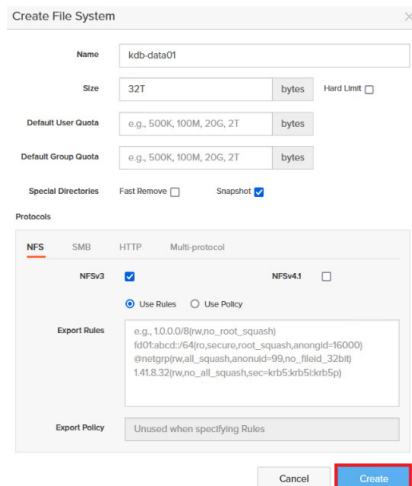 Create File System
Name
kdb-data01
Size
32T
bytes
Hard Limit
Default User Quota
e.g., 500K, 100M, 20G, 2T
bytes
Default Group Quota
e.g., 500K, 100M, 20G, 2T
bytes
Special Directories
Fast Remove
Snapshot
Protocols
NFS
SMB
HTTP
Multi-protocol
NFSv3
NFSv4.1
Use Rules
Use Policy
Export Rules
e.g., 1.0.0.0/8(rw,no_root_squash)
fd01:abcd::/64(ro,secure,root_squash,anongid=16000)
@netgrp(rw,all_squash,anonuid=99,no_fileid_32bit)
1.41.8.32(rw,no_all_squash,sec=krb5:krb5i:krb5p)
Export Policy
Unused when specifying Rules
Cancel
Create